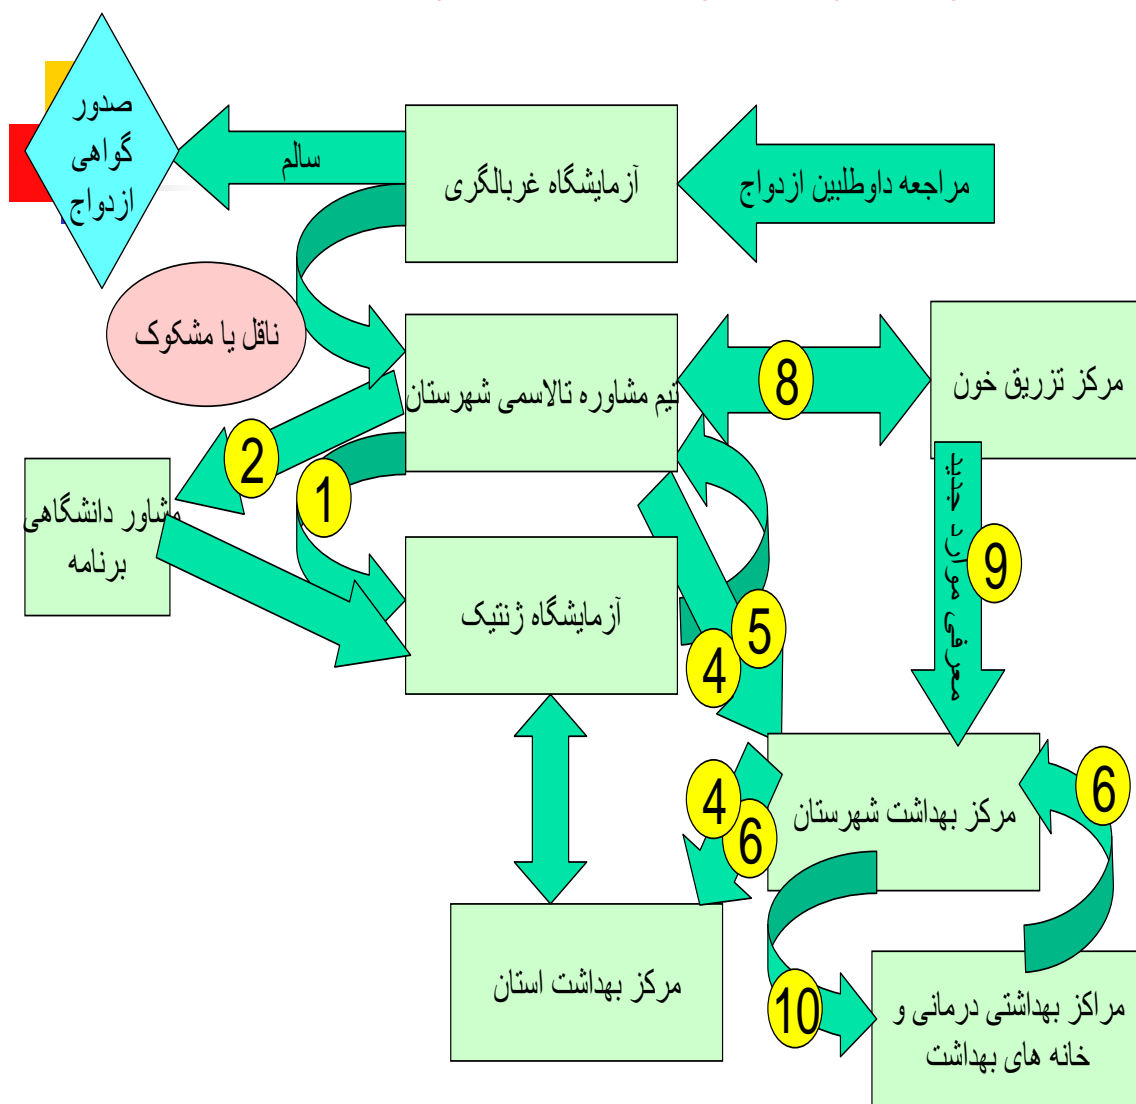 صدور
گواهی
ازدواج
سالم
آزمایشگاه غربالگری
مراجعه داوطلبین ازدواج
ناقل یا مشکوک
تیم مشاوره تالاسمی شهرستان
8
مرکز تزریق خون
2
1
مشاور دانشگاهی
برنامه
آزمایشگاه ژنتیک
معرفی موارد جدید
9
5
4
مرکز بهداشت شهرستان
4
6
6
مرکز بهداشت استان
10
مراکز بهداشتی درمانی و
خانه های بهداشت